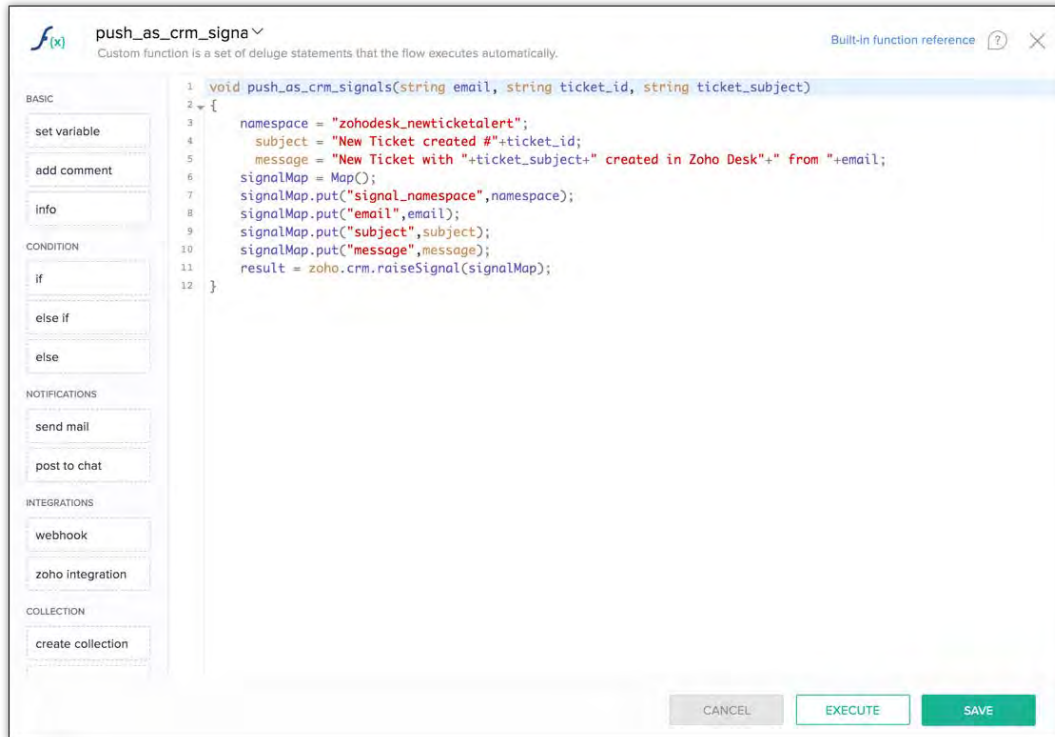 f(x)
push_as_crm_signa
Custom function is a set of deluge statements that the flow executes automatically.
Built-in function reference ?
BASIC
set variable
add comment
info
CONDITION
if
else if
else
NOTIFICATIONS
send mail
post to chat
INTEGRATIONS
webhook
zoho integration
COLLECTION
create collection
1 void push_as_crm_signals(string email, string ticket_id, string ticket_subject)
2 {
3 namespace = "zohodesk_newticketalert";
4 subject = "New Ticket created #"+ticket_id;
5 message = "New Ticket with "+ticket_subject+" created in Zoho Desk"+" from "+email;
6 signalMap = Map();
7 signalMap.put("signal_namespace",namespace);
8 signalMap.put("email",email);
9 signalMap.put("subject",subject);
10 signalMap.put("message",message);
11 result = zoho.crm.raiseSignal(signalMap);
12 }
CANCEL
EXECUTE
SAVE